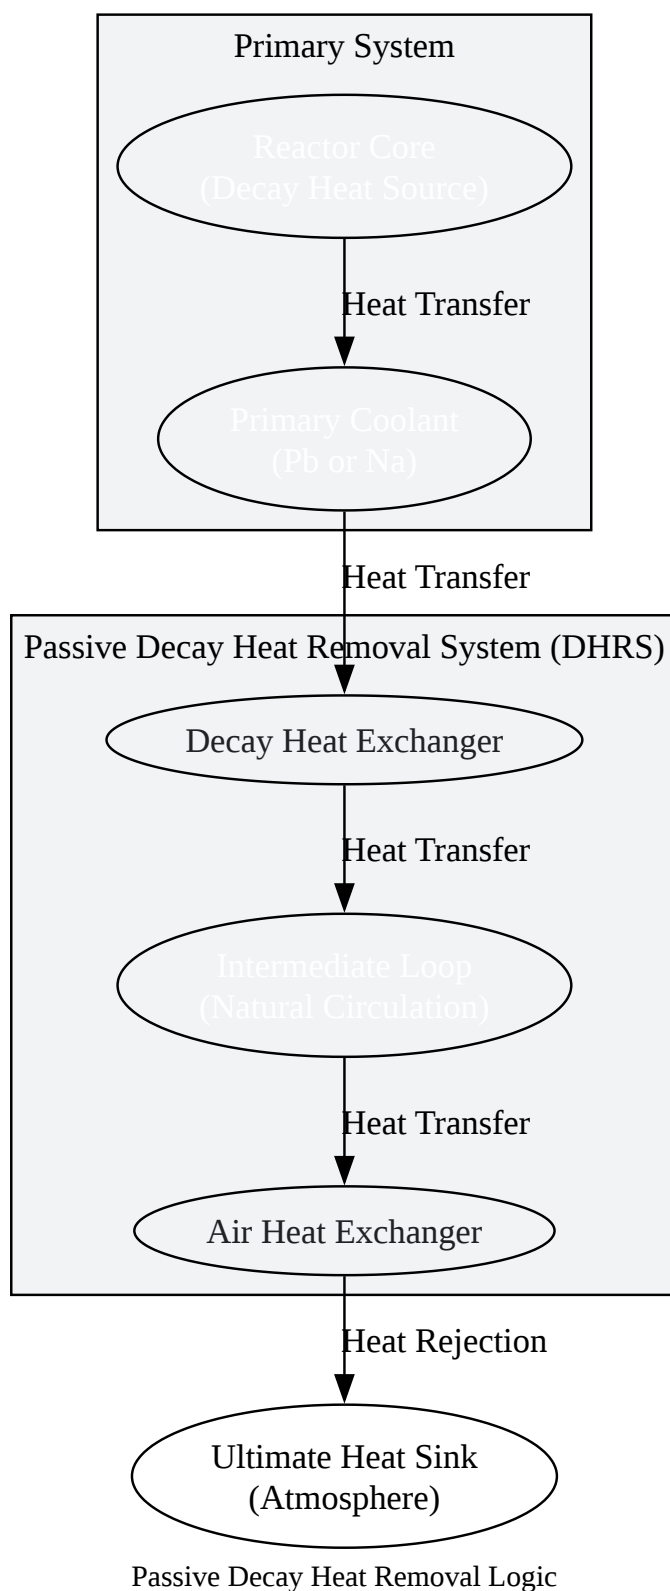 Primary System
Reactor Core
(Decay Heat Source)
Heat Transfer
Primary Coolant
(Pb or Na)
Heat Transfer
Passive Decay Heat Removal System (DHRS)
Decay Heat Exchanger
Heat Transfer
Intermediate Loop
(Natural Circulation)
Heat Transfer
Air Heat Exchanger
Heat Rejection
Ultimate Heat Sink
(Atmosphere)
Passive Decay Heat Removal Logic